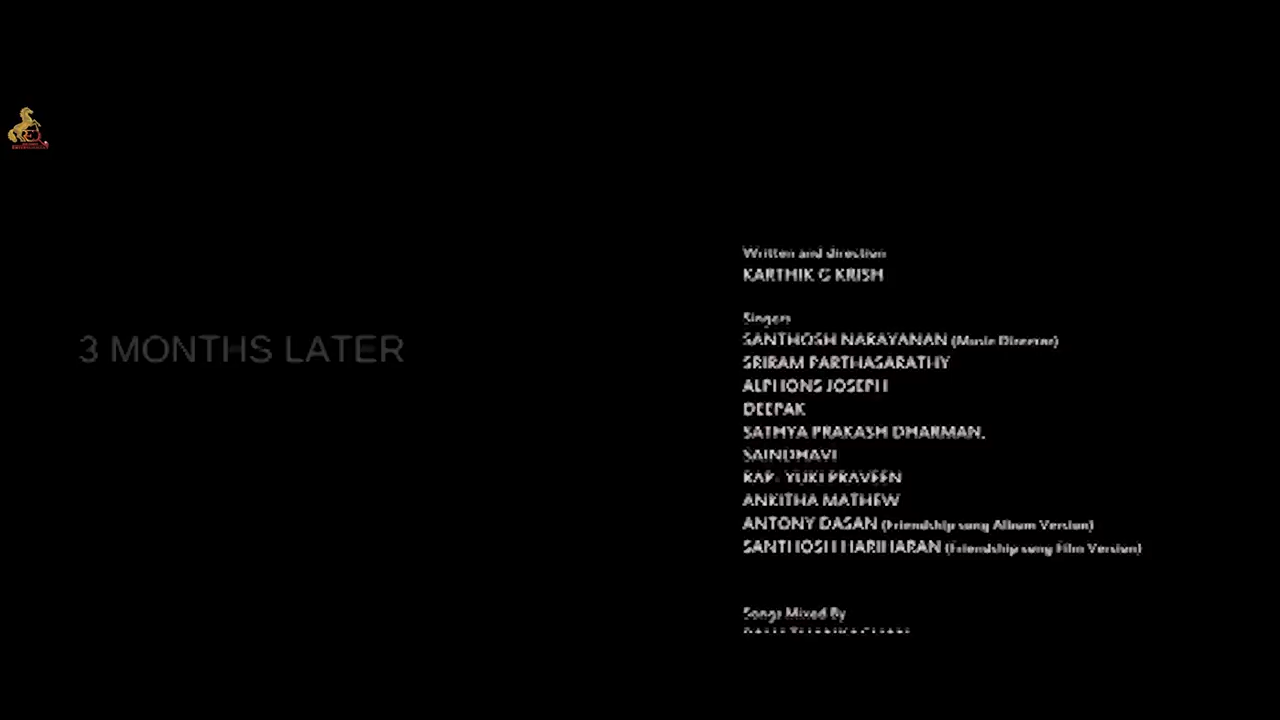 3 MONTHS LATER
Written and direction
KARTHIK G KRISH
Singers
SANTHOSH NARAYANAN (Music Director)
SRIRAM PARTHASARATHY
ALPHONS JOSEPH
DEEPAK
SATHYA PRAKASH DHARMAN.
SAINDHAVI
RAP- YUKI PRAVEEN
ANKITHA MATHEW
ANTONY DASAN (Friendship song Album Version)
SANTHOSH HARIHARAN (Friendship song Film Version)
Songs Mixed By